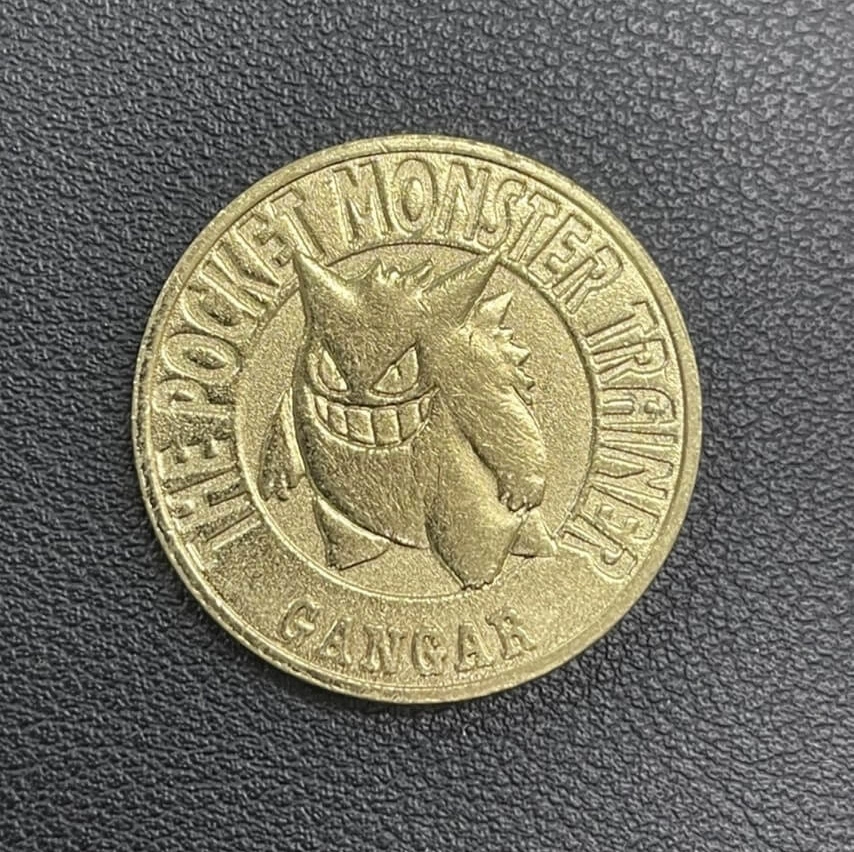 THE POCKET MONSTER TRAINER
GANGAR